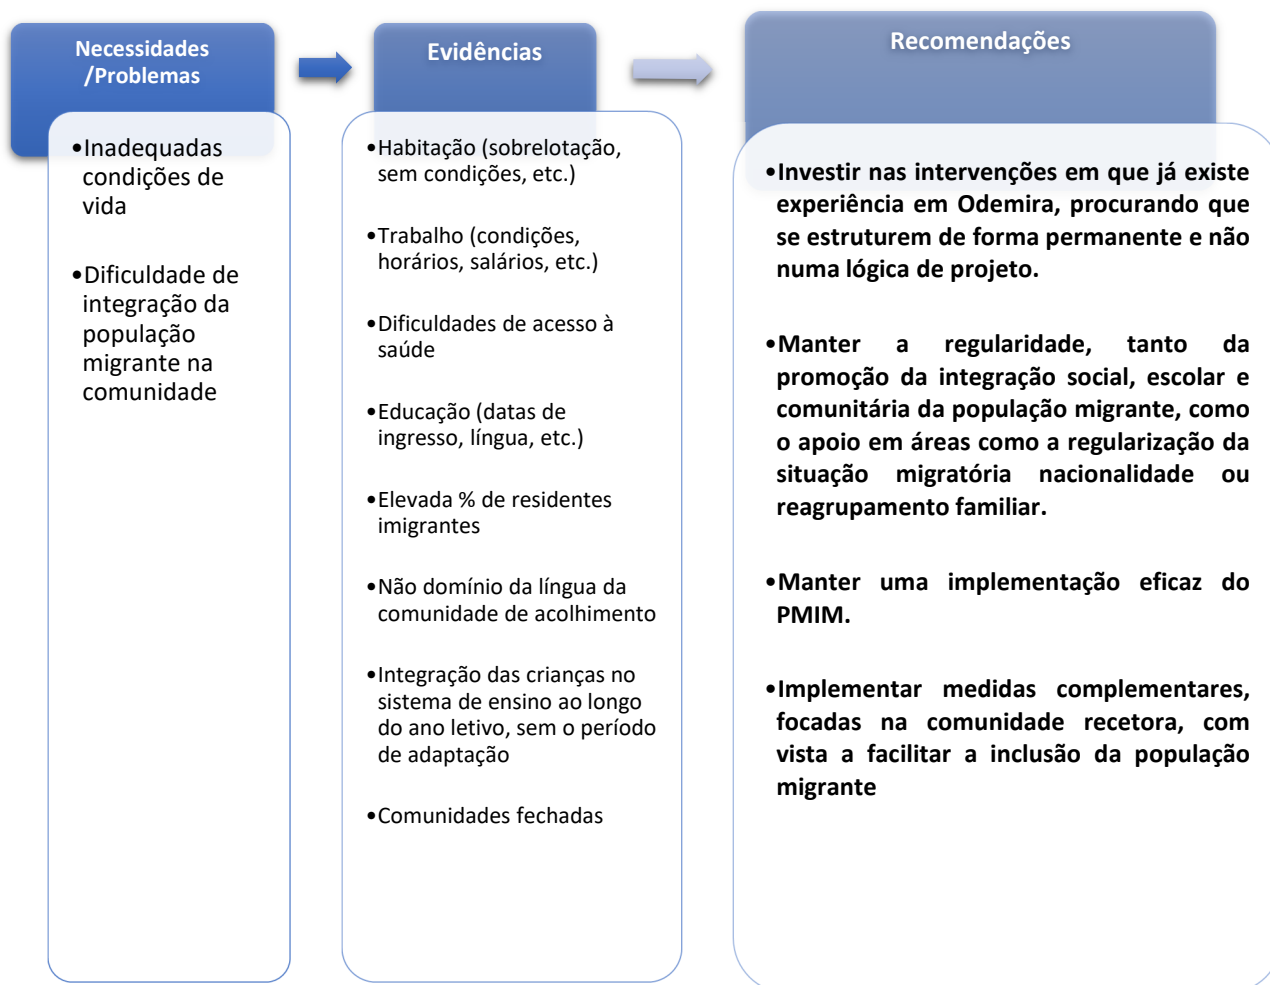 Necessidades
/Problemas
•Inadequadas
condições de
vida
•Dificuldade de
integração da
população
migrante na
comunidade
Evidências
•Habitação (sobrelotação,
sem condições, etc.)
•Trabalho (condições,
horários, salários, etc.)
•Dificuldades de acesso à
saúde
•Educação (datas de
ingresso, língua, etc.)
•Elevada % de residentes
imigrantes
•Não domínio da língua da
comunidade de acolhimento
•Integração das crianças no
sistema de ensino ao longo
do ano letivo, sem o período
de adaptação
•Comunidades fechadas
Recomendações
•Investir nas intervenções em que já existe
experiência em Odemira, procurando que
se estruturem de forma permanente e não
numa lógica de projeto.
•Manter a regularidade, tanto da
promoção da integração social, escolar e
comunitária da população migrante, como
o apoio em áreas como a regularização da
situação migratória nacionalidade ou
reagrupamento familiar.
•Manter uma implementação eficaz do
PMIM.
•Implementar medidas complementares,
focadas na comunidade recetora, com
vista a facilitar a inclusão da população
migrante